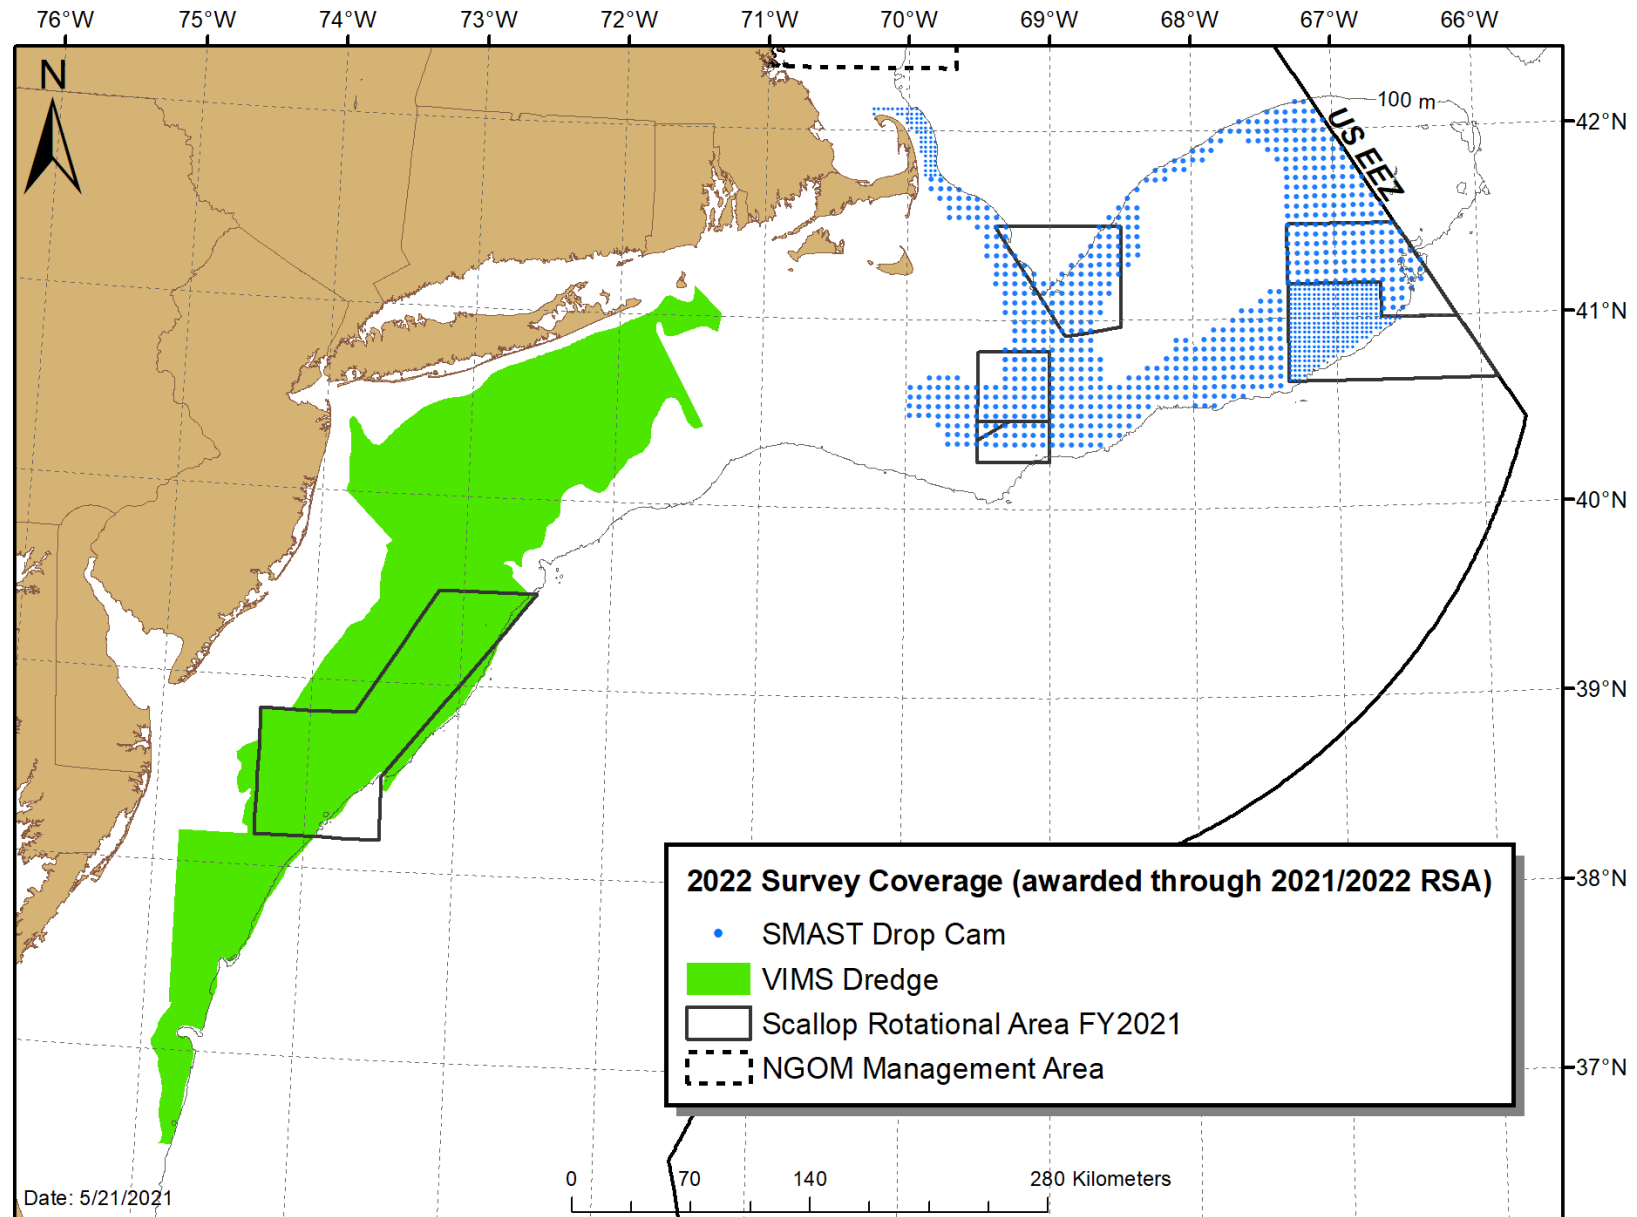 76°W 75°W 74°W 73°W 72°W 71°W 70°W 69°W 68°W 67°W 66°W
N
100 m
US EEZ
42°N
41°N
40°N
39°N
38°N
37°N
2022 Survey Coverage (awarded through 2021/2022 RSA)
SMAST Drop Cam
VIMS Dredge
Scallop Rotational Area FY2021
NGOM Management Area
0 70 140 280 Kilometers
Date: 5/21/2021